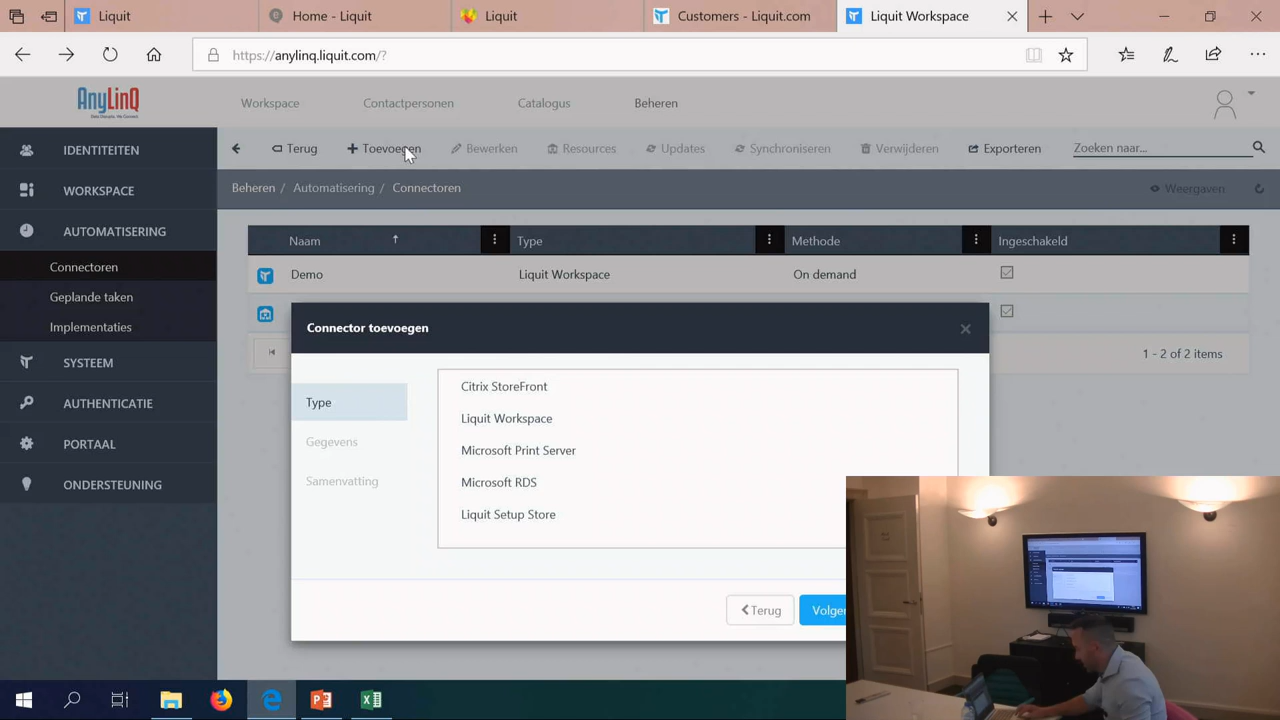 Liquit
Home - Liquit
Liquit
Customers - Liquit.com
Liquit Workspace
https://anylinq.liquit.com/?
AnyLinQ
Workspace
Contactpersonen
Catalogus
Beheren
IDENTITEITEN
Terug
Toevoegen
Bewerken
Resources
Updates
Synchroniseren
Verwijderen
Exporteren
Zoeken naar...
WORKSPACE
Beheren / Automatisering / Connectoren
Weergaven
AUTOMATISERING
Naam
Type
Methode
Ingeschakeld
Connectoren
Demo
Liquit Workspace
On demand
Geplande taken
Implementaties
Connector toevoegen
1 - 2 of 2 items
SYSTEEM
AUTHENTICATIE
PORTAAL
ONDERSTEUNING
Type
Gegevens
Samenvatting
Citrix StoreFront
Liquit Workspace
Microsoft Print Server
Microsoft RDS
Liquit Setup Store
Terug
Volgen